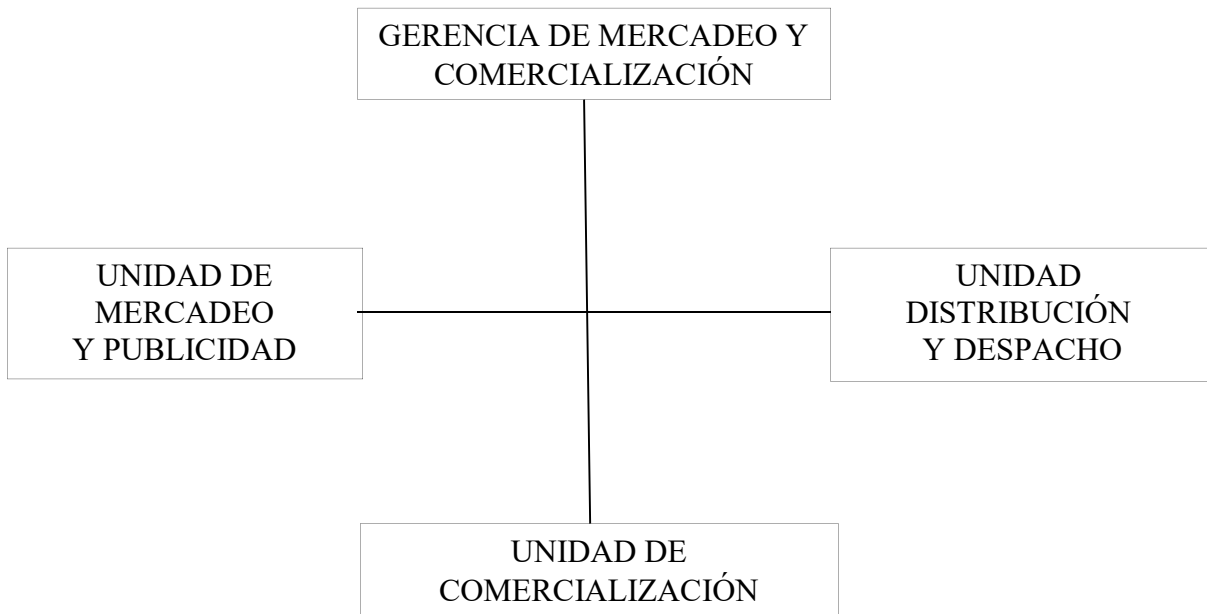 GERENCIA DE MERCADEO Y
COMERCIALIZACIÓN
UNIDAD DE
MERCADEO
Y PUBLICIDAD
UNIDAD
DISTRIBUCIÓN
Y DESPACHO
UNIDAD DE
COMERCIALIZACIÓN